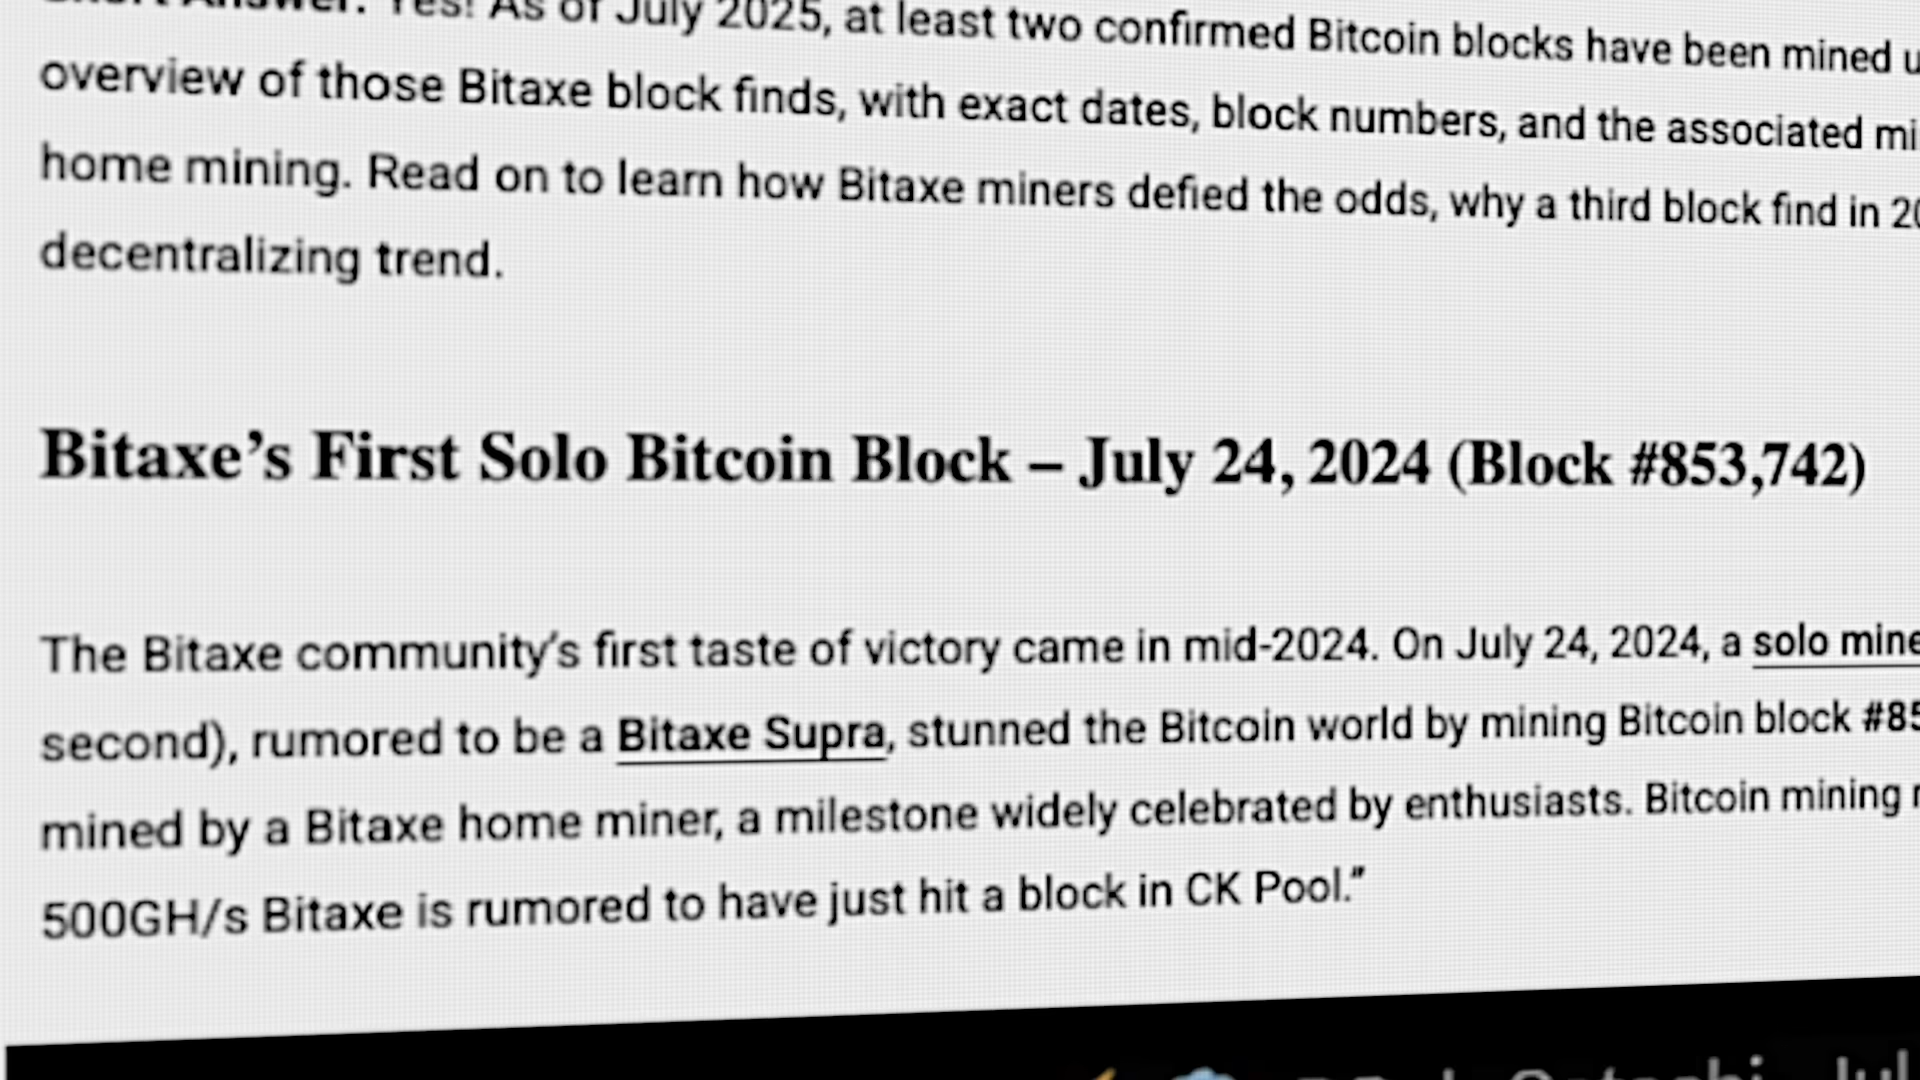 Short Answer: Yes! As of July 2025, at least two confirmed Bitcoin blocks have been mined
overview of those Bitaxe block finds, with exact dates, block numbers, and the associated
home mining. Read on to learn how Bitaxe miners defied the odds, why a third block find in
decentralizing trend.
Bitaxe’s First Solo Bitcoin Block – July 24, 2024 (Block #853,742)
The Bitaxe community’s first taste of victory came in mid-2024. On July 24, 2024, a solo mine
second), rumored to be a Bitaxe Supra, stunned the Bitcoin world by mining Bitcoin block #85
mined by a Bitaxe home miner, a milestone widely celebrated by enthusiasts. Bitcoin mining
500GH/s Bitaxe is rumored to have just hit a block in CK Pool.”